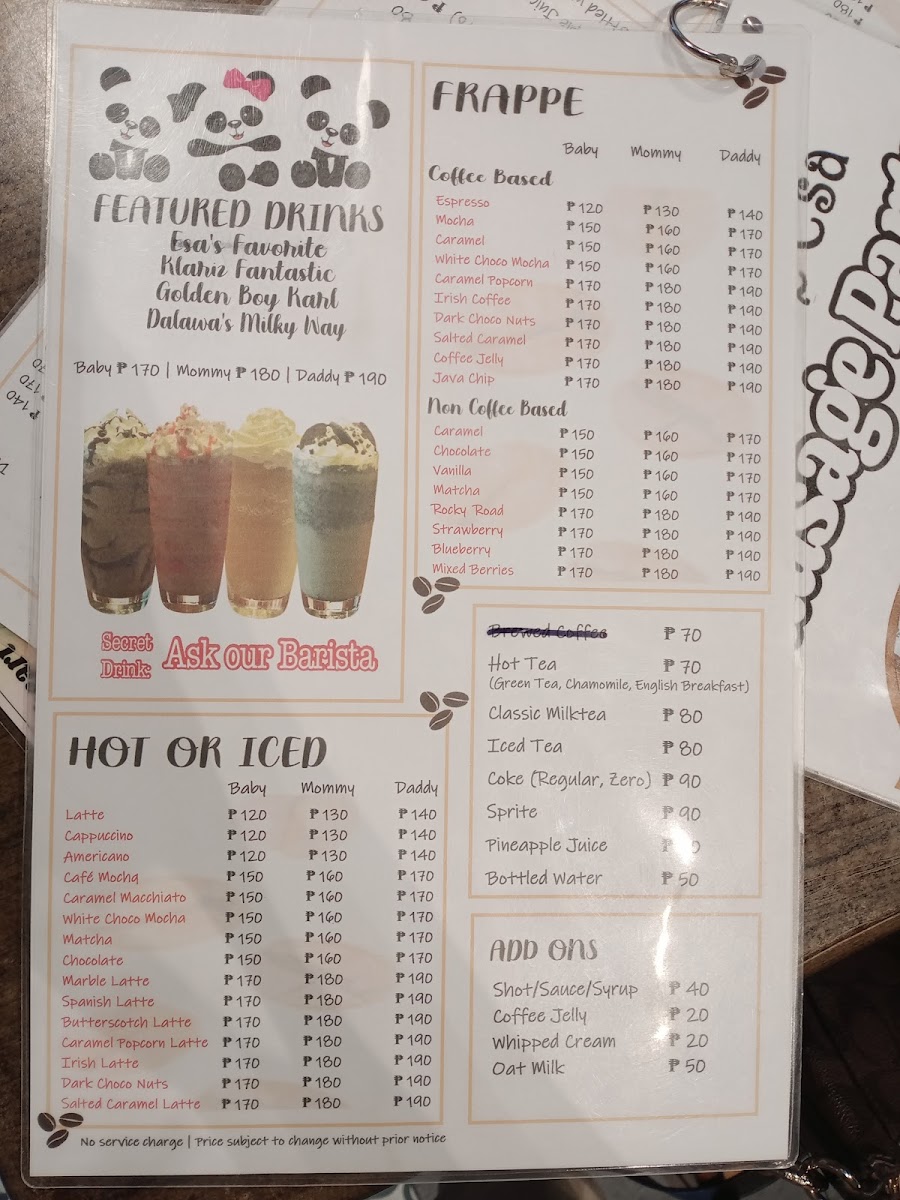 FEATURED DRINKS
Esa's Favorite
Klariz Fantastic
Golden Boy Karl
Dalawa's Milky Way
Baby ₱ 170 | Mommy ₱ 180 | Daddy ₱ 190
Secret Drink: Ask our Barista
HOT OR ICED
Baby Mommy Daddy
Latte ₱ 120 ₱ 130 ₱ 140
Cappuccino ₱ 120 ₱ 130 ₱ 140
Americano ₱ 120 ₱ 130 ₱ 140
Café Mocha ₱ 150 ₱ 160 ₱ 170
Caramel Macchiato ₱ 150 ₱ 160 ₱ 170
White Choco Mocha ₱ 150 ₱ 160 ₱ 170
Matcha ₱ 150 ₱ 160 ₱ 170
Chocolate ₱ 150 ₱ 160 ₱ 170
Marble Latte ₱ 170 ₱ 180 ₱ 190
Spanish Latte ₱ 170 ₱ 180 ₱ 190
Butterscotch Latte ₱ 170 ₱ 180 ₱ 190
Caramel Popcorn Latte ₱ 170 ₱ 180 ₱ 190
Irish Latte ₱ 170 ₱ 180 ₱ 190
Dark Choco Nuts ₱ 170 ₱ 180 ₱ 190
Salted Caramel Latte ₱ 170 ₱ 180 ₱ 190
No service charge | Price subject to change without prior notice
FRAPPE
Baby Mommy Daddy
Coffee Based
Espresso ₱ 120 ₱ 130 ₱ 140
Mocha ₱ 150 ₱ 160 ₱ 170
Caramel ₱ 150 ₱ 160 ₱ 170
White Choco Mocha ₱ 150 ₱ 160 ₱ 170
Caramel Popcorn ₱ 170 ₱ 180 ₱ 190
Irish Coffee ₱ 170 ₱ 180 ₱ 190
Dark Choco Nuts ₱ 170 ₱ 180 ₱ 190
Salted Caramel ₱ 170 ₱ 180 ₱ 190
Coffee Jelly ₱ 170 ₱ 180 ₱ 190
Java Chip ₱ 170 ₱ 180 ₱ 190
Non Coffee Based
Caramel ₱ 150 ₱ 160 ₱ 170
Chocolate ₱ 150 ₱ 160 ₱ 170
Vanilla ₱ 150 ₱ 160 ₱ 170
Matcha ₱ 150 ₱ 160 ₱ 170
Rocky Road ₱ 170 ₱ 180 ₱ 190
Strawberry ₱ 170 ₱ 180 ₱ 190
Blueberry ₱ 170 ₱ 180 ₱ 190
Mixed Berries ₱ 170 ₱ 180 ₱ 190
Brewed Coffee ₱ 70
Hot Tea ₱ 70
(Green Tea, Chamomile, English Breakfast)
Classic Milktea ₱ 80
Iced Tea ₱ 80
Coke (Regular, Zero) ₱ 90
Sprite ₱ 90
Pineapple Juice ₱
Bottled Water ₱ 50
ADD ONS
Shot/Sauce/Syrup ₱ 40
Coffee Jelly ₱ 20
Whipped Cream ₱ 20
Oat Milk ₱ 50